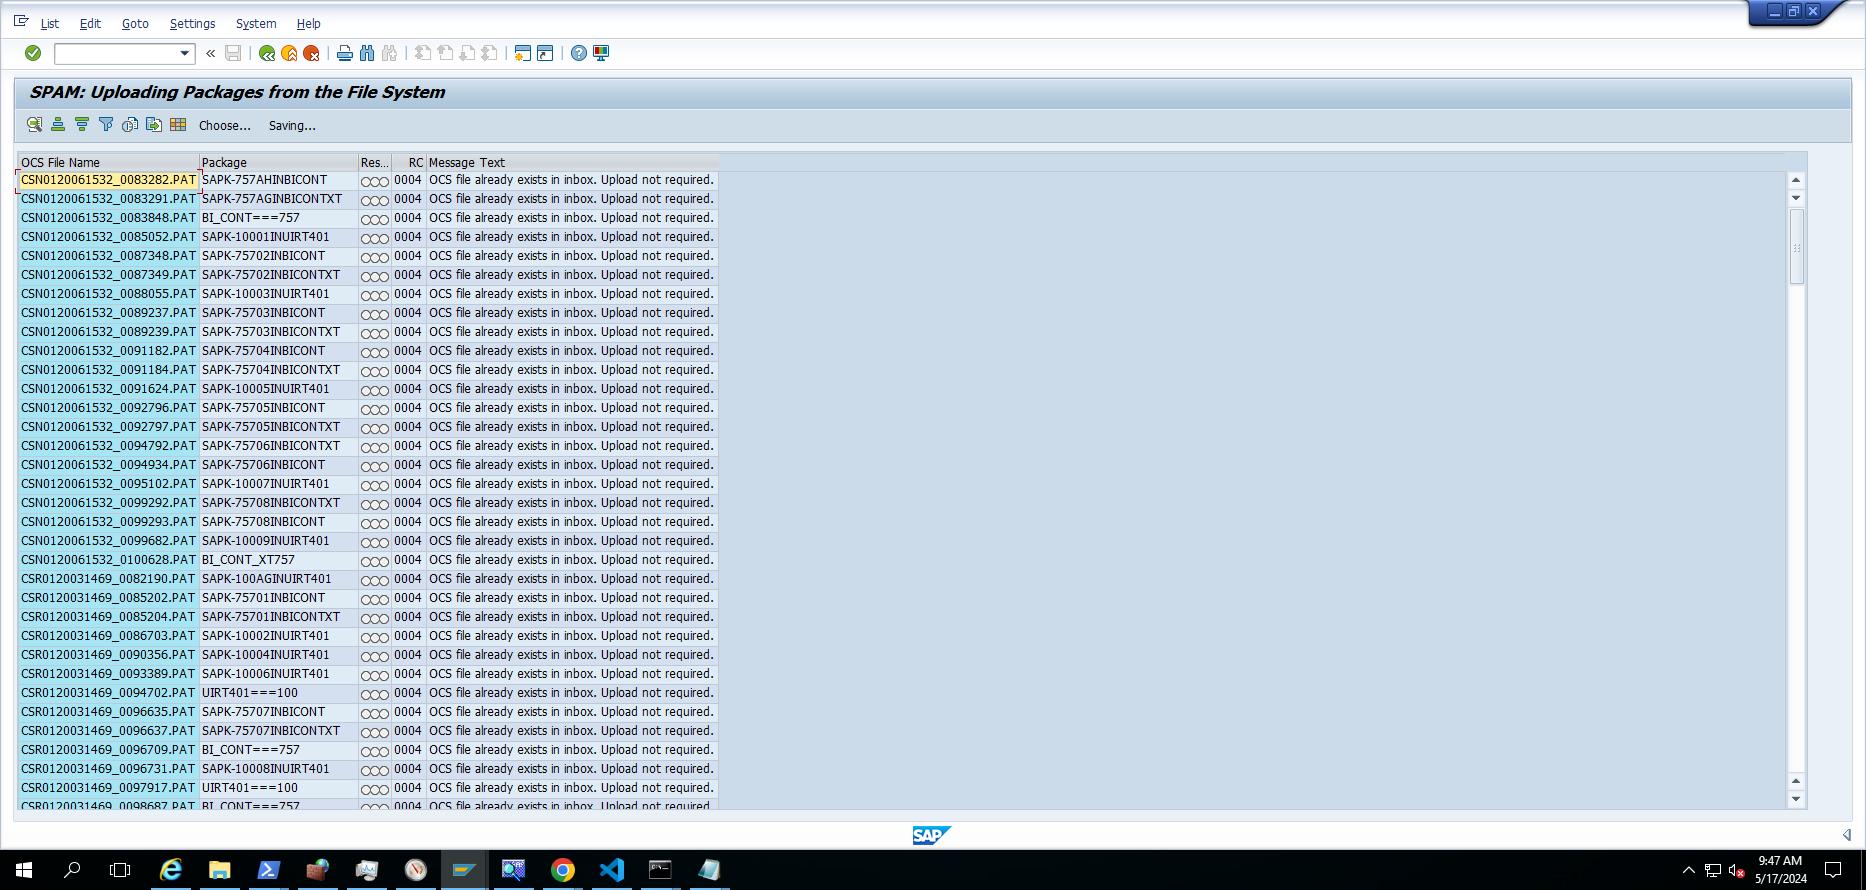 List Edit Goto Settings System Help
SPAM: Uploading Packages from the File System
Choose... Saving...
OCS File Name Package Res... RC Message Text
CSN0120061532_0083282.PAT SAPK-757AHINBICONT 0004 OCS file already exists in inbox. Upload not required.
CSN0120061532_0083291.PAT SAPK-757AGINBICONTXT 0004 OCS file already exists in inbox. Upload not required.
CSN0120061532_0083848.PAT BI_CONT===757 0004 OCS file already exists in inbox. Upload not required.
CSN0120061532_0085052.PAT SAPK-10001INUIRT401 0004 OCS file already exists in inbox. Upload not required.
CSN0120061532_0087348.PAT SAPK-75702INBICONT 0004 OCS file already exists in inbox. Upload not required.
CSN0120061532_0087349.PAT SAPK-75702INBICONTXT 0004 OCS file already exists in inbox. Upload not required.
CSN0120061532_0088055.PAT SAPK-10003INUIRT401 0004 OCS file already exists in inbox. Upload not required.
CSN0120061532_0089237.PAT SAPK-75703INBICONT 0004 OCS file already exists in inbox. Upload not required.
CSN0120061532_0089239.PAT SAPK-75703INBICONTXT 0004 OCS file already exists in inbox. Upload not required.
CSN0120061532_0091182.PAT SAPK-75704INBICONT 0004 OCS file already exists in inbox. Upload not required.
CSN0120061532_0091184.PAT SAPK-75704INBICONTXT 0004 OCS file already exists in inbox. Upload not required.
CSN0120061532_0091624.PAT SAPK-10005INUIRT401 0004 OCS file already exists in inbox. Upload not required.
CSN0120061532_0092796.PAT SAPK-75705INBICONT 0004 OCS file already exists in inbox. Upload not required.
CSN0120061532_0092797.PAT SAPK-75705INBICONTXT 0004 OCS file already exists in inbox. Upload not required.
CSN0120061532_0094792.PAT SAPK-75706INBICONTXT 0004 OCS file already exists in inbox. Upload not required.
CSN0120061532_0094934.PAT SAPK-75706INBICONT 0004 OCS file already exists in inbox. Upload not required.
CSN0120061532_0095102.PAT SAPK-10007INUIRT401 0004 OCS file already exists in inbox. Upload not required.
CSN0120061532_0099292.PAT SAPK-75708INBICONTXT 0004 OCS file already exists in inbox. Upload not required.
CSN0120061532_0099293.PAT SAPK-75708INBICONT 0004 OCS file already exists in inbox. Upload not required.
CSN0120061532_0099682.PAT SAPK-10009INUIRT401 0004 OCS file already exists in inbox. Upload not required.
CSN0120061532_0100628.PAT BI_CONT_XT757 0004 OCS file already exists in inbox. Upload not required.
CSR0120031469_0082190.PAT SAPK-100AGINUIRT401 0004 OCS file already exists in inbox. Upload not required.
CSR0120031469_0085202.PAT SAPK-75701INBICONT 0004 OCS file already exists in inbox. Upload not required.
CSR0120031469_0085204.PAT SAPK-75701INBICONTXT 0004 OCS file already exists in inbox. Upload not required.
CSR0120031469_0086703.PAT SAPK-10002INUIRT401 0004 OCS file already exists in inbox. Upload not required.
CSR0120031469_0090356.PAT SAPK-10004INUIRT401 0004 OCS file already exists in inbox. Upload not required.
CSR0120031469_0093389.PAT SAPK-10006INUIRT401 0004 OCS file already exists in inbox. Upload not required.
CSR0120031469_0094702.PAT UIRT401===100 0004 OCS file already exists in inbox. Upload not required.
CSR0120031469_0096635.PAT SAPK-75707INBICONT 0004 OCS file already exists in inbox. Upload not required.
CSR0120031469_0096637.PAT SAPK-75707INBICONTXT 0004 OCS file already exists in inbox. Upload not required.
CSR0120031469_0096709.PAT BI_CONT===757 0004 OCS file already exists in inbox. Upload not required.
CSR0120031469_0096731.PAT SAPK-10008INUIRT401 0004 OCS file already exists in inbox. Upload not required.
CSR0120031469_0097917.PAT UIRT401===100 0004 OCS file already exists in inbox. Upload not required.
CSR0120031469_0098687.PAT BI_CONT===757 0004 OCS file already exists in inbox. Upload not required.
SAP
9:47 AM
5/17/2024